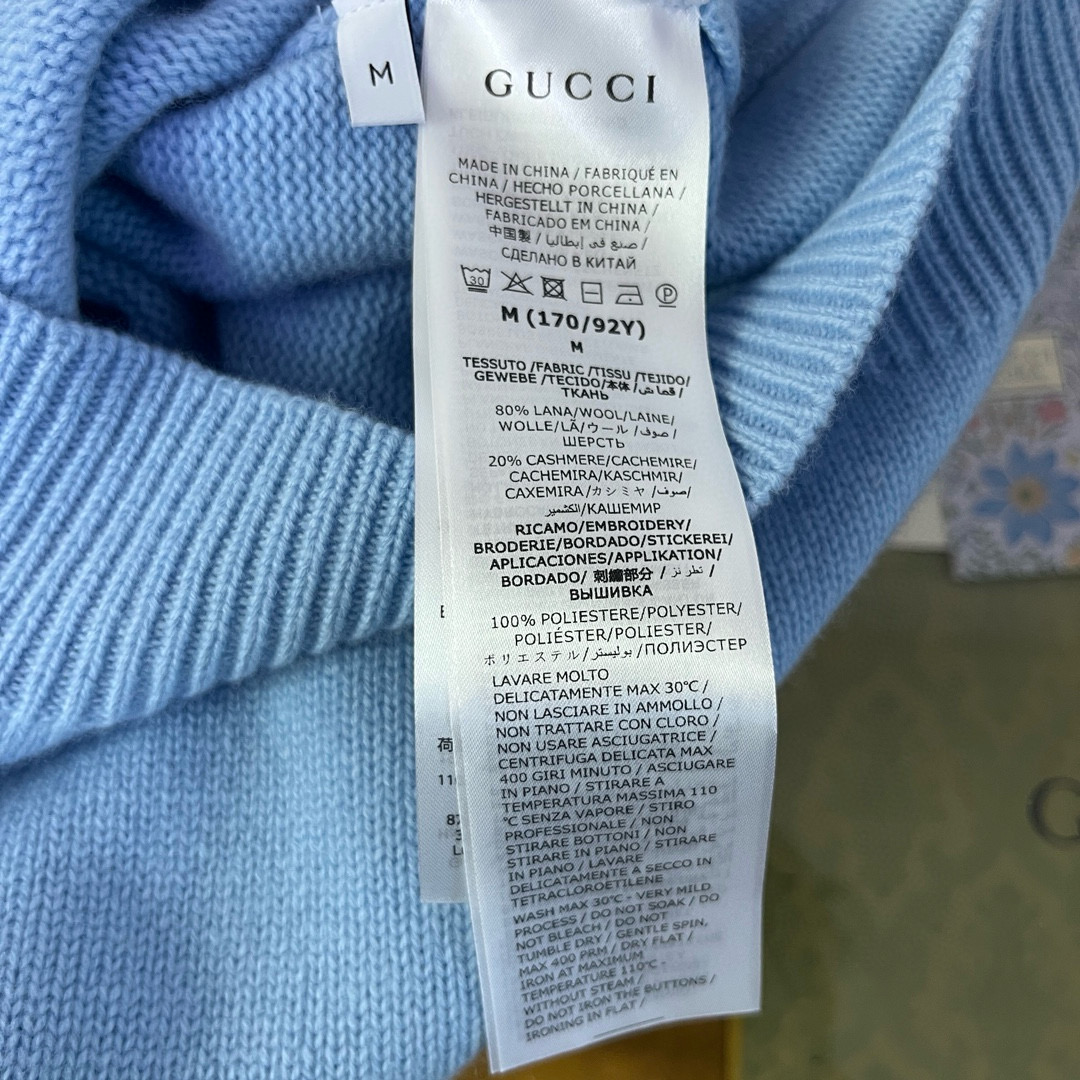 M
GUCCI
MADE IN CHINA / FABRIQUÉ EN
CHINA / HECHO PORCELLANA /
HERGESTELLT IN CHINA /
FABRICADO EM CHINA /
中国製 / صنع في إيطاليا /
СДЕЛАНО В КИТАЙ
30
P
M (170/92Y)
M
TESSUTO /FABRIC /TISSU /TEJIDO/
GEWEBE /TECIDO/本体 /قماش/
ТКАНЬ
80% LANA/WOOL/LAINE/
WOLLE/LÃ/ウール /صوف/
ШЕРСТЬ
20% CASHMERE/CACHEMIRE/
CACHEMIRA/KASCHMIR/
CAXEMIRA/カシミヤ /صوف/
الكشمير/КАШЕМИР
RICAMO/EMBROIDERY/
BRODERIE/BORDADO/STICKEREI/
APLICACIONES/APPLIKATION/
BORDADO/ 刺繍部分 / تطر نز /
ВЫШИВКА
100% POLIESTERE/POLYESTER/
POLIÉSTER/POLIESTER/
ポリエステル/بوليستر/ПОЛИЭСТЕР
LAVARE MOLTO
DELICATAMENTE MAX 30℃ /
NON LASCIARE IN AMMOLLO /
NON TRATTARE CON CLORO /
NON USARE ASCIUGATRICE /
CENTRIFUGA DELICATA MAX
400 GIRI MINUTO / ASCIUGARE
IN PIANO / STIRARE A
TEMPERATURA MASSIMA 110
℃ SENZA VAPORE / STIRO
PROFESSIONALE / NON
STIRARE BOTTONI / NON
STIRARE IN PIANO / STIRARE
IN PIANO / LAVARE
DELICATAMENTE A SECCO IN
TETRACLOROETILENE
WASH MAX 30℃ - VERY MILD
PROCESS / DO NOT SOAK / DO
NOT BLEACH / DO NOT
TUMBLE DRY / GENTLE SPIN,
MAX 400 PRM / DRY FLAT /
IRON AT MAXIMUM
TEMPERATURE 110℃ -
WITHOUT STEAM /
DO NOT IRON THE BUTTONS /
IRONING IN FLAT /
荷
11
87
G